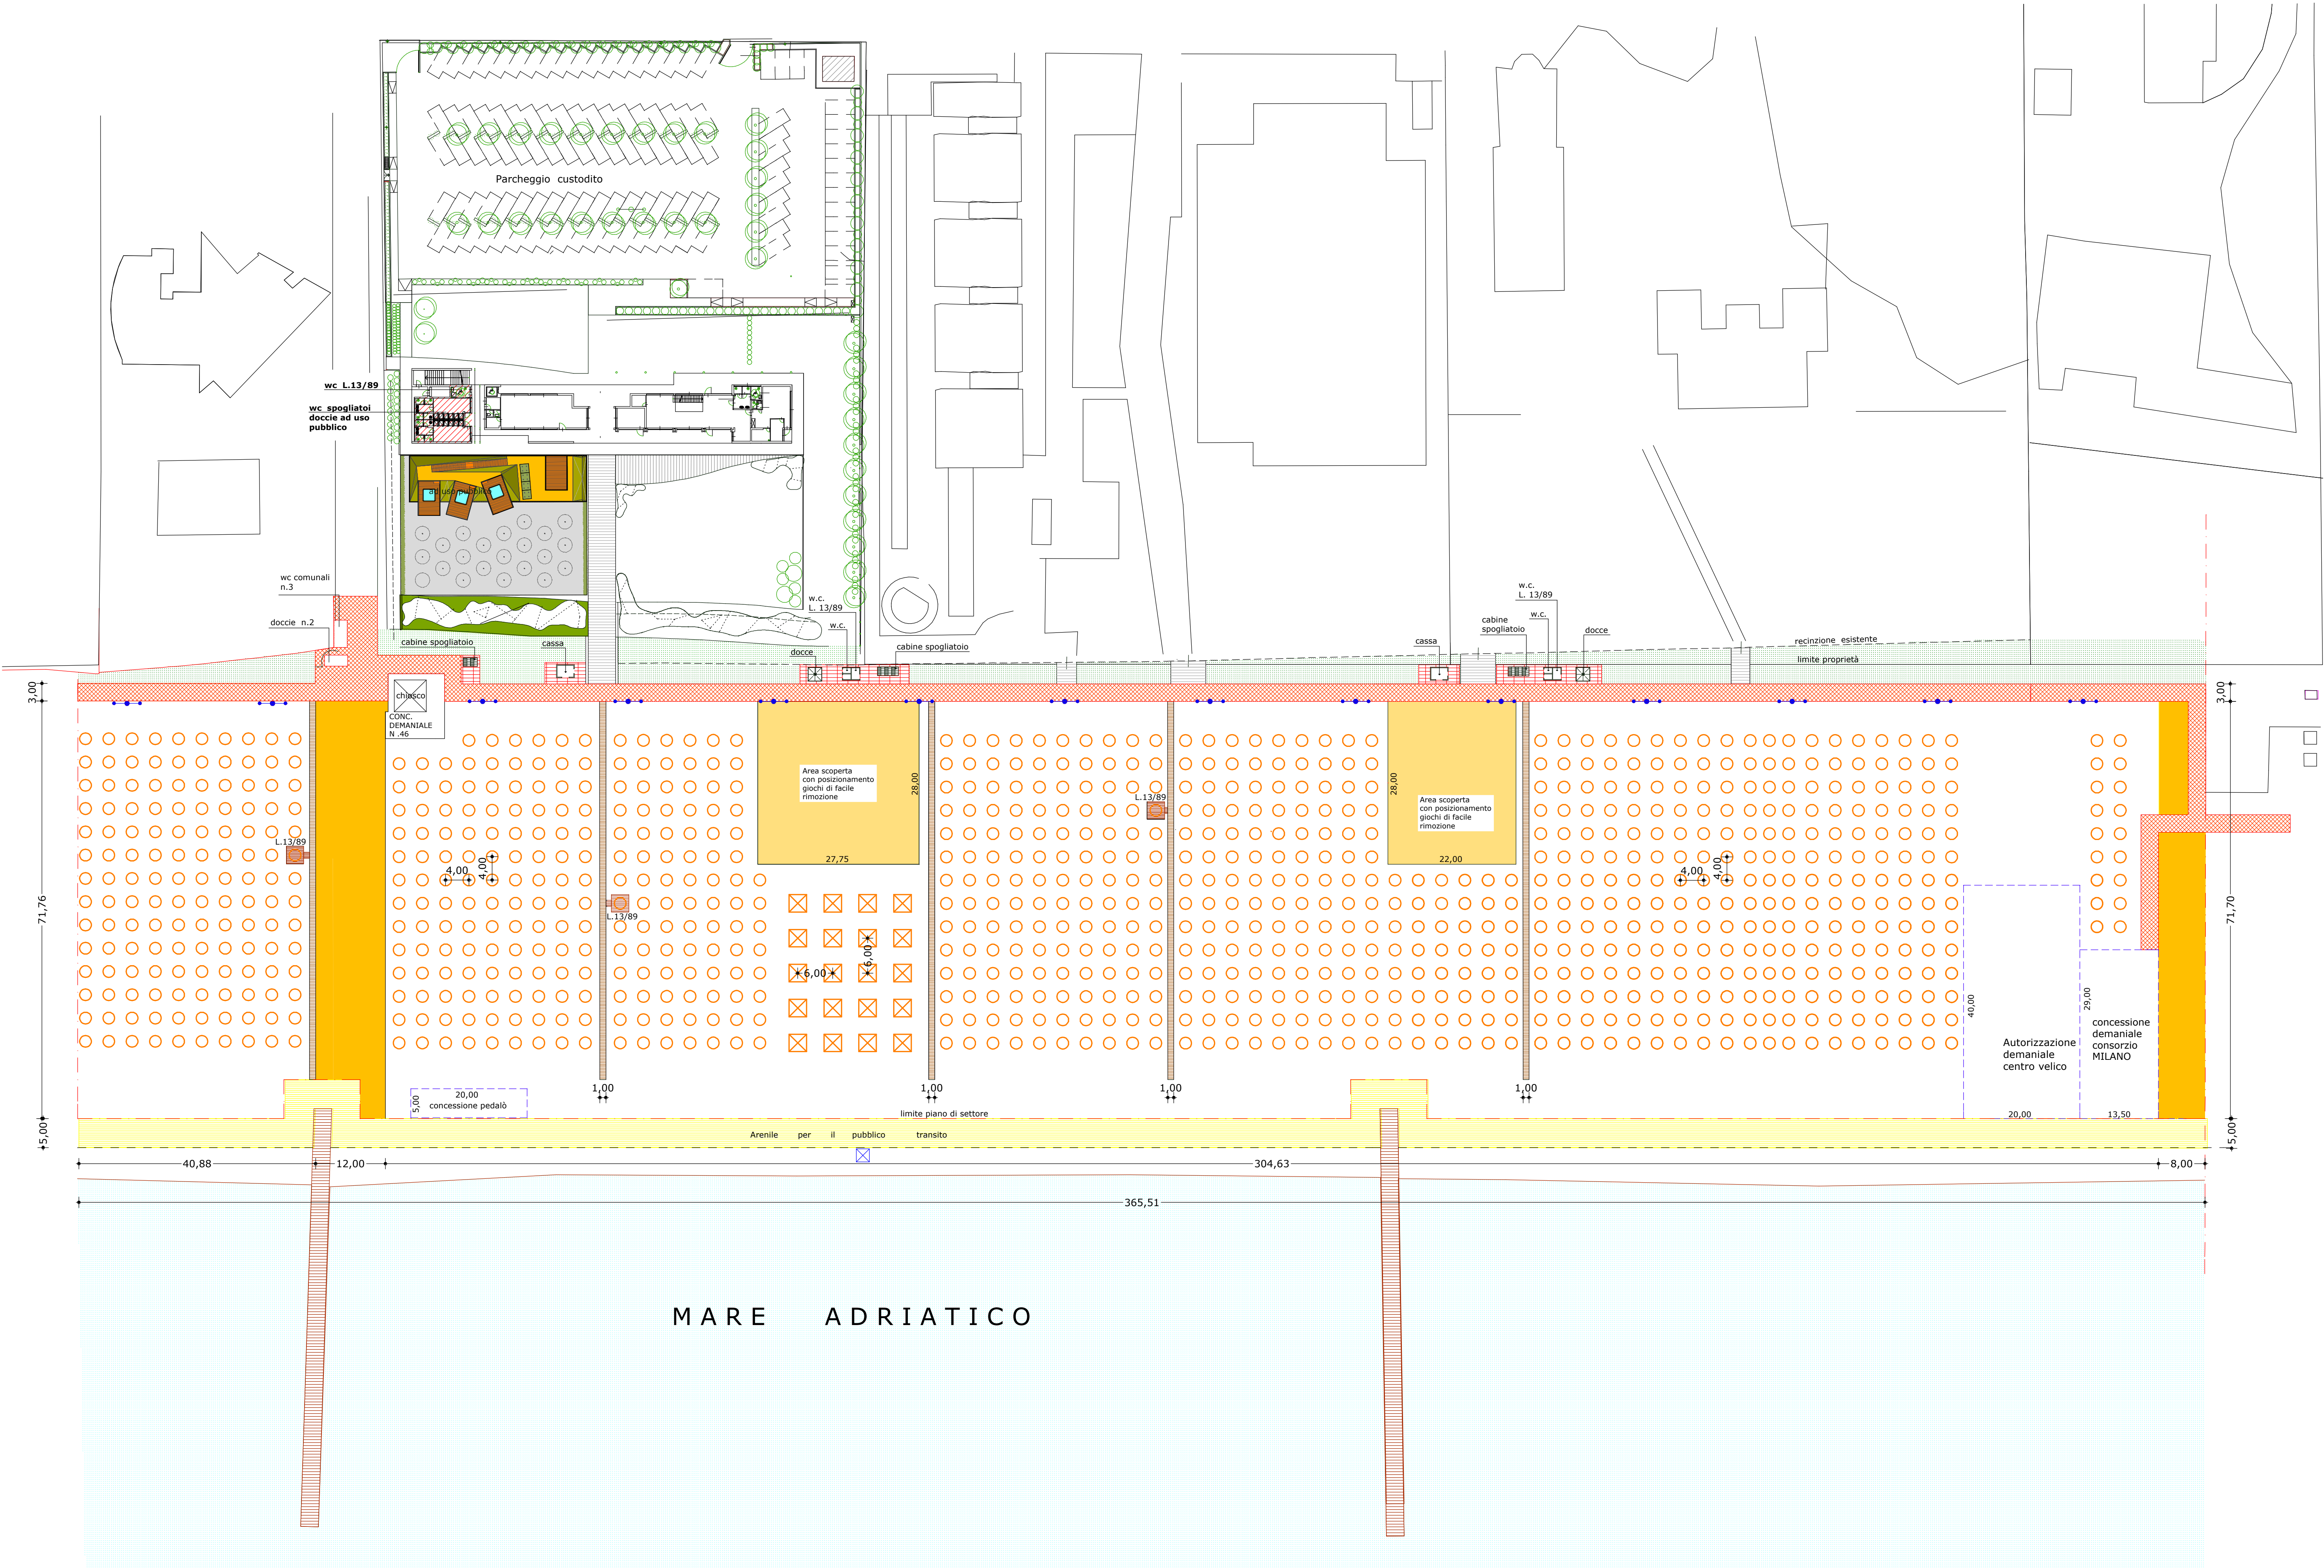 Parcheggio custodito
wc L.13/89
wc spogliatoi
doccie ad uso
pubblico
ad uso pubblico
wc comunali
n.3
doccie n.2
cabine spogliatoio
cassa
w.c.
L. 13/89
w.c.
docce
cabine spogliatoio
cassa
w.c.
L. 13/89
cabine
spogliatoio
w.c.
docce
recinzione esistente
limite proprietà
3,00
3,00
chiosco
CONC.
DEMANIALE
N .46
Area scoperta
con posizionamento
giochi di facile
rimozione
28,00
27,75
Area scoperta
con posizionamento
giochi di facile
rimozione
28,00
22,00
L.13/89
L.13/89
L.13/89
4,00
4,00
4,00
4,00
6,00
6,00
71,76
71,70
40,00
29,00
Autorizzazione
demaniale
centro velico
concessione
demaniale
consorzio
MILANO
20,00
13,50
5,00
20,00
concessione pedalò
1,00
1,00
1,00
1,00
limite piano di settore
Arenile per il pubblico transito
5,00
5,00
40,88
12,00
304,63
8,00
365,51
MARE ADRIATICO